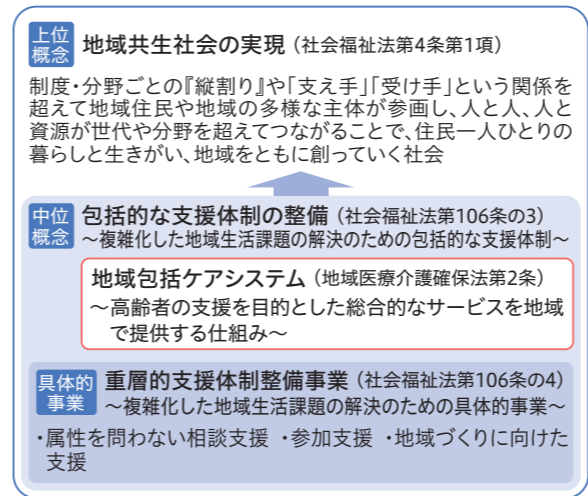 上位概念 地域共生社会の実現（社会福祉法第4条第1項）
制度・分野ごとの『縦割り』や「支え手」「受け手」という関係を
超えて地域住民や地域の多様な主体が参画し、人と人、人と
資源が世代や分野を超えてつながることで、住民一人ひとりの
暮らしと生きがい、地域をともに創っていく社会
中位概念 包括的な支援体制の整備（社会福祉法第106条の3）
～複雑化した地域生活課題の解決のための包括的な支援体制～
地域包括ケアシステム（地域医療介護確保法第2条）
～高齢者の支援を目的とした総合的なサービスを地域
で提供する仕組み～
具体的事業 重層的支援体制整備事業（社会福祉法第106条の4）
～複雑化した地域生活課題の解決のための具体的事業～
・属性を問わない相談支援 ・参加支援 ・地域づくりに向けた
支援